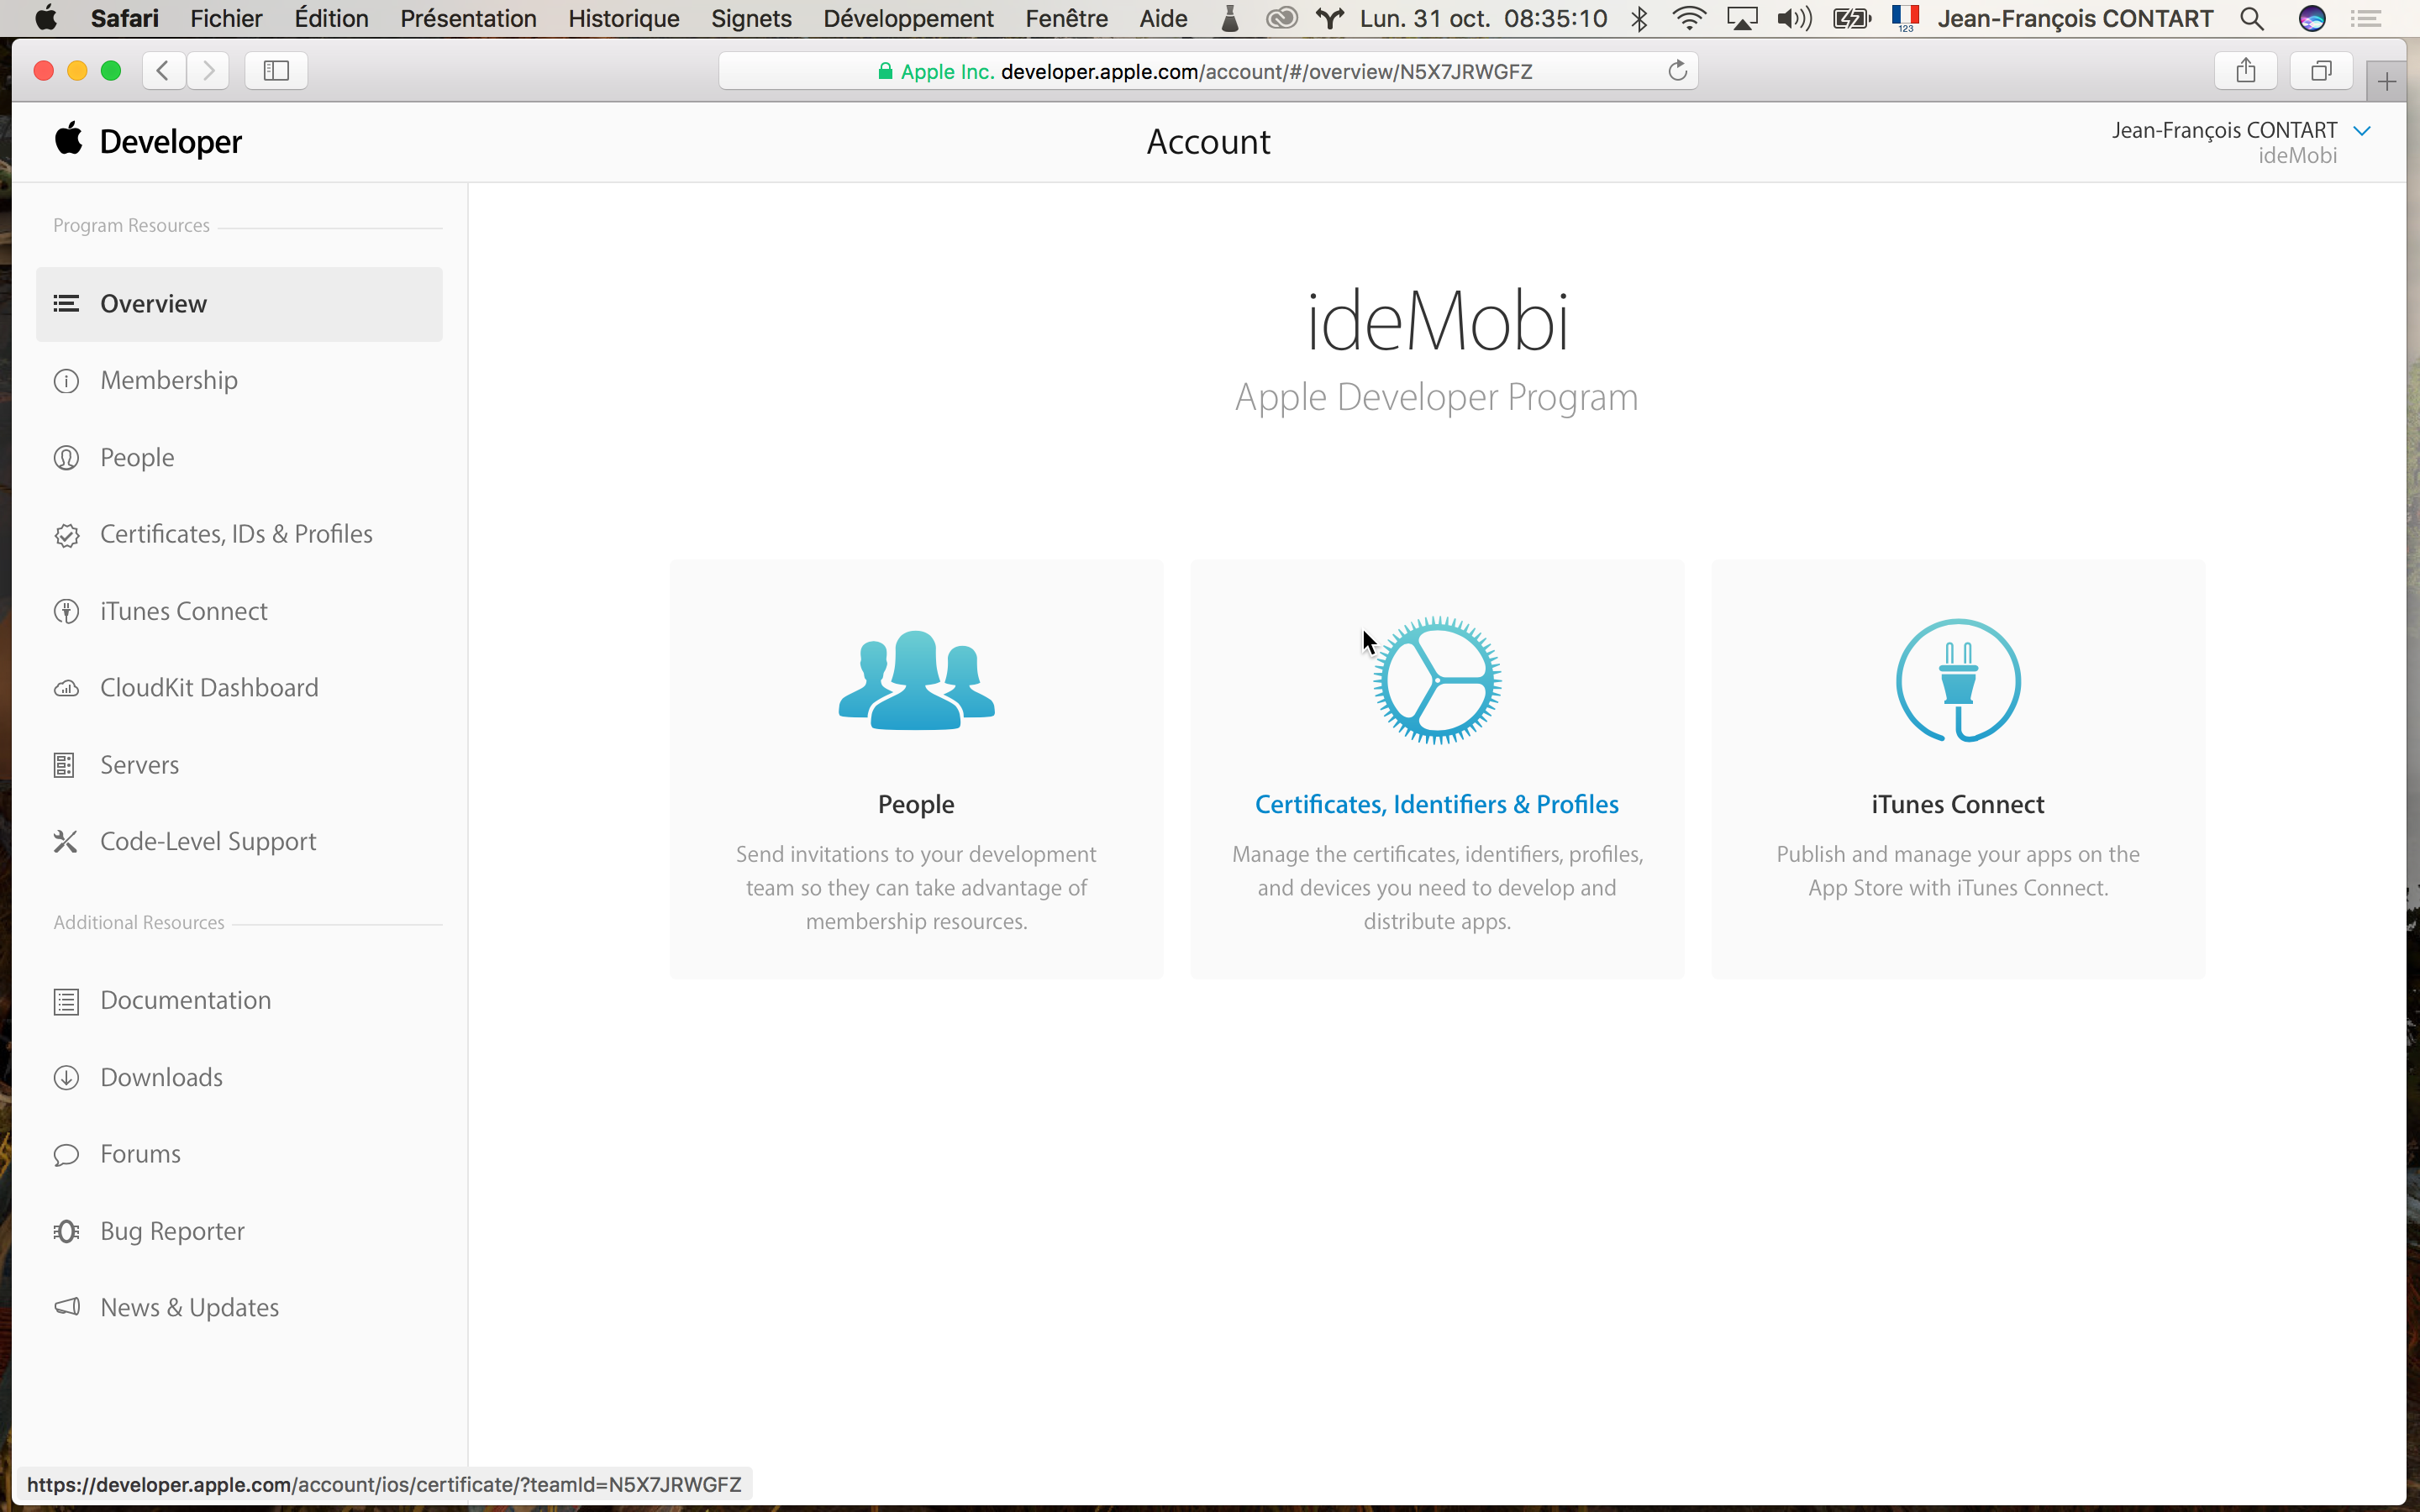 Safari Fichier Édition Présentation Historique Signets Développement Fenêtre Aide Lun. 31 oct. 08:35:10 123 Jean-François CONTART
Apple Inc. developer.apple.com/account/#/overview/N5X7JRWGFZ
Developer
Account
Jean-François CONTART
ideMobi
Program Resources
Overview
Membership
People
Certificates, IDs & Profiles
iTunes Connect
CloudKit Dashboard
Servers
Code-Level Support
Additional Resources
Documentation
Downloads
Forums
Bug Reporter
News & Updates
ideMobi
Apple Developer Program
People
Send invitations to your development
team so they can take advantage of
membership resources.
Certificates, Identifiers & Profiles
Manage the certificates, identifiers, profiles,
and devices you need to develop and
distribute apps.
iTunes Connect
Publish and manage your apps on the
App Store with iTunes Connect.
https://developer.apple.com/account/ios/certificate/?teamId=N5X7JRWGFZ